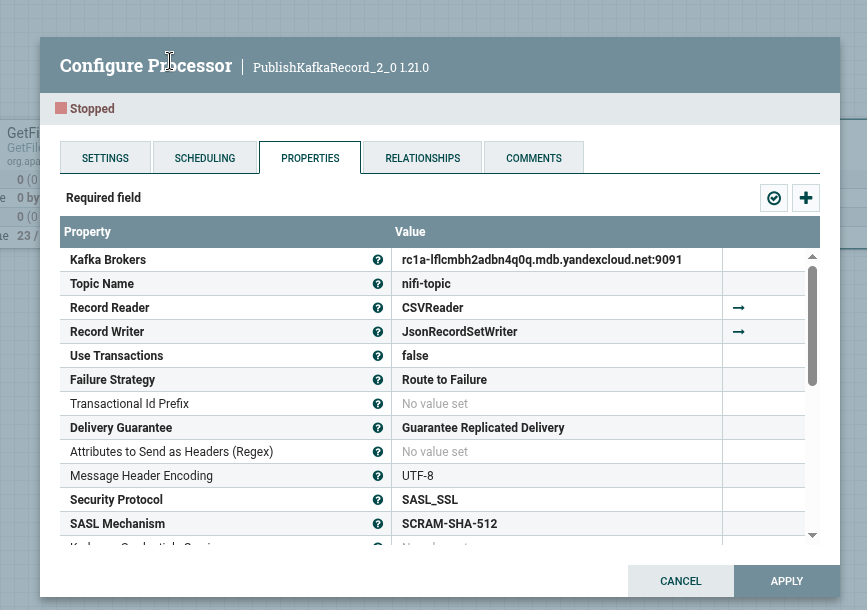 Configure Processor | PublishKafkaRecord_2_0 1.21.0
Stopped
GetFi
GetFile
org.apa
0 (0
e 0 by
0 (0
ne 23 /
SETTINGS SCHEDULING PROPERTIES RELATIONSHIPS COMMENTS
Required field
Property Value
Kafka Brokers rc1a-lflcmbh2adbn4q0q.mdb.yandexcloud.net:9091
Topic Name nifi-topic
Record Reader CSVReader
Record Writer JsonRecordSetWriter
Use Transactions false
Failure Strategy Route to Failure
Transactional Id Prefix No value set
Delivery Guarantee Guarantee Replicated Delivery
Attributes to Send as Headers (Regex) No value set
Message Header Encoding UTF-8
Security Protocol SASL_SSL
SASL Mechanism SCRAM-SHA-512
CANCEL APPLY